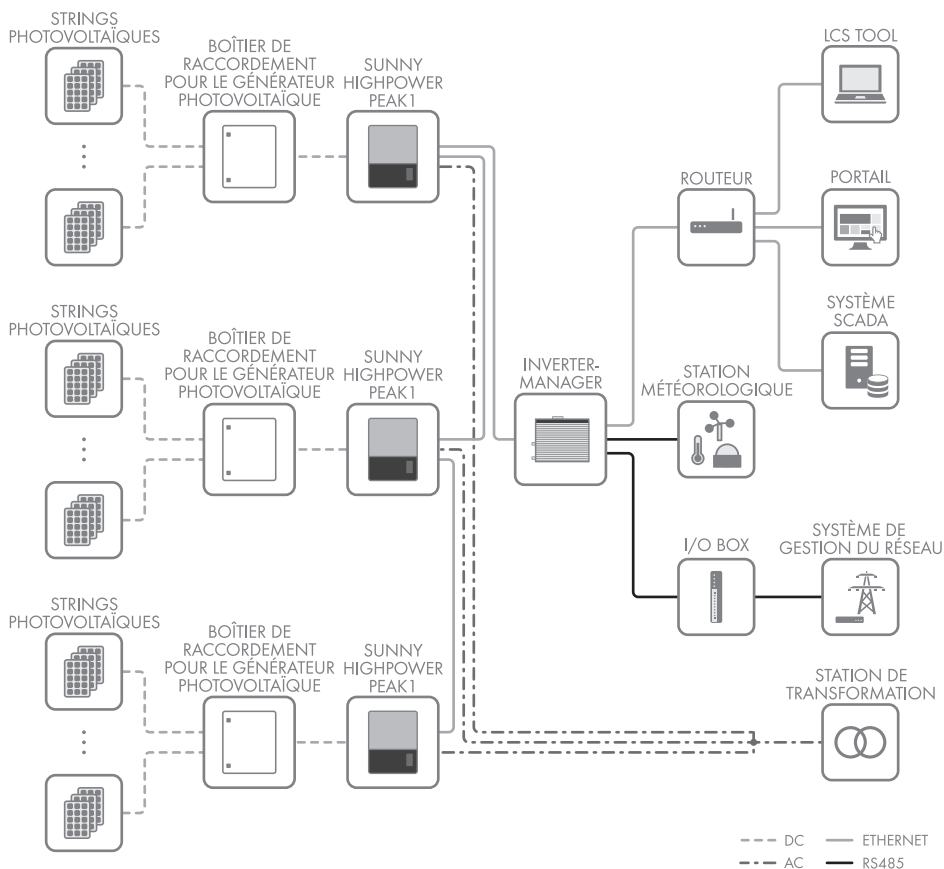 STRINGS
PHOTOVOLTAÏQUES
BOÎTIER DE
RACCORDEMENT
POUR LE GÉNÉRATEUR
PHOTOVOLTAÏQUE
SUNNY
HIGHPOWER
PEAK1
LCS TOOL
ROUTEUR
PORTAIL
SYSTÈME
SCADA
STRINGS
PHOTOVOLTAÏQUES
BOÎTIER DE
RACCORDEMENT
POUR LE GÉNÉRATEUR
PHOTOVOLTAÏQUE
SUNNY
HIGHPOWER
PEAK1
INVERTER-
MANAGER
STATION
MÉTÉOROLOGIQUE
I/O BOX
SYSTÈME DE
GESTION DU RÉSEAU
STRINGS
PHOTOVOLTAÏQUES
BOÎTIER DE
RACCORDEMENT
POUR LE GÉNÉRATEUR
PHOTOVOLTAÏQUE
SUNNY
HIGHPOWER
PEAK1
STATION DE
TRANSFORMATION
DC
ETHERNET
AC
RS485